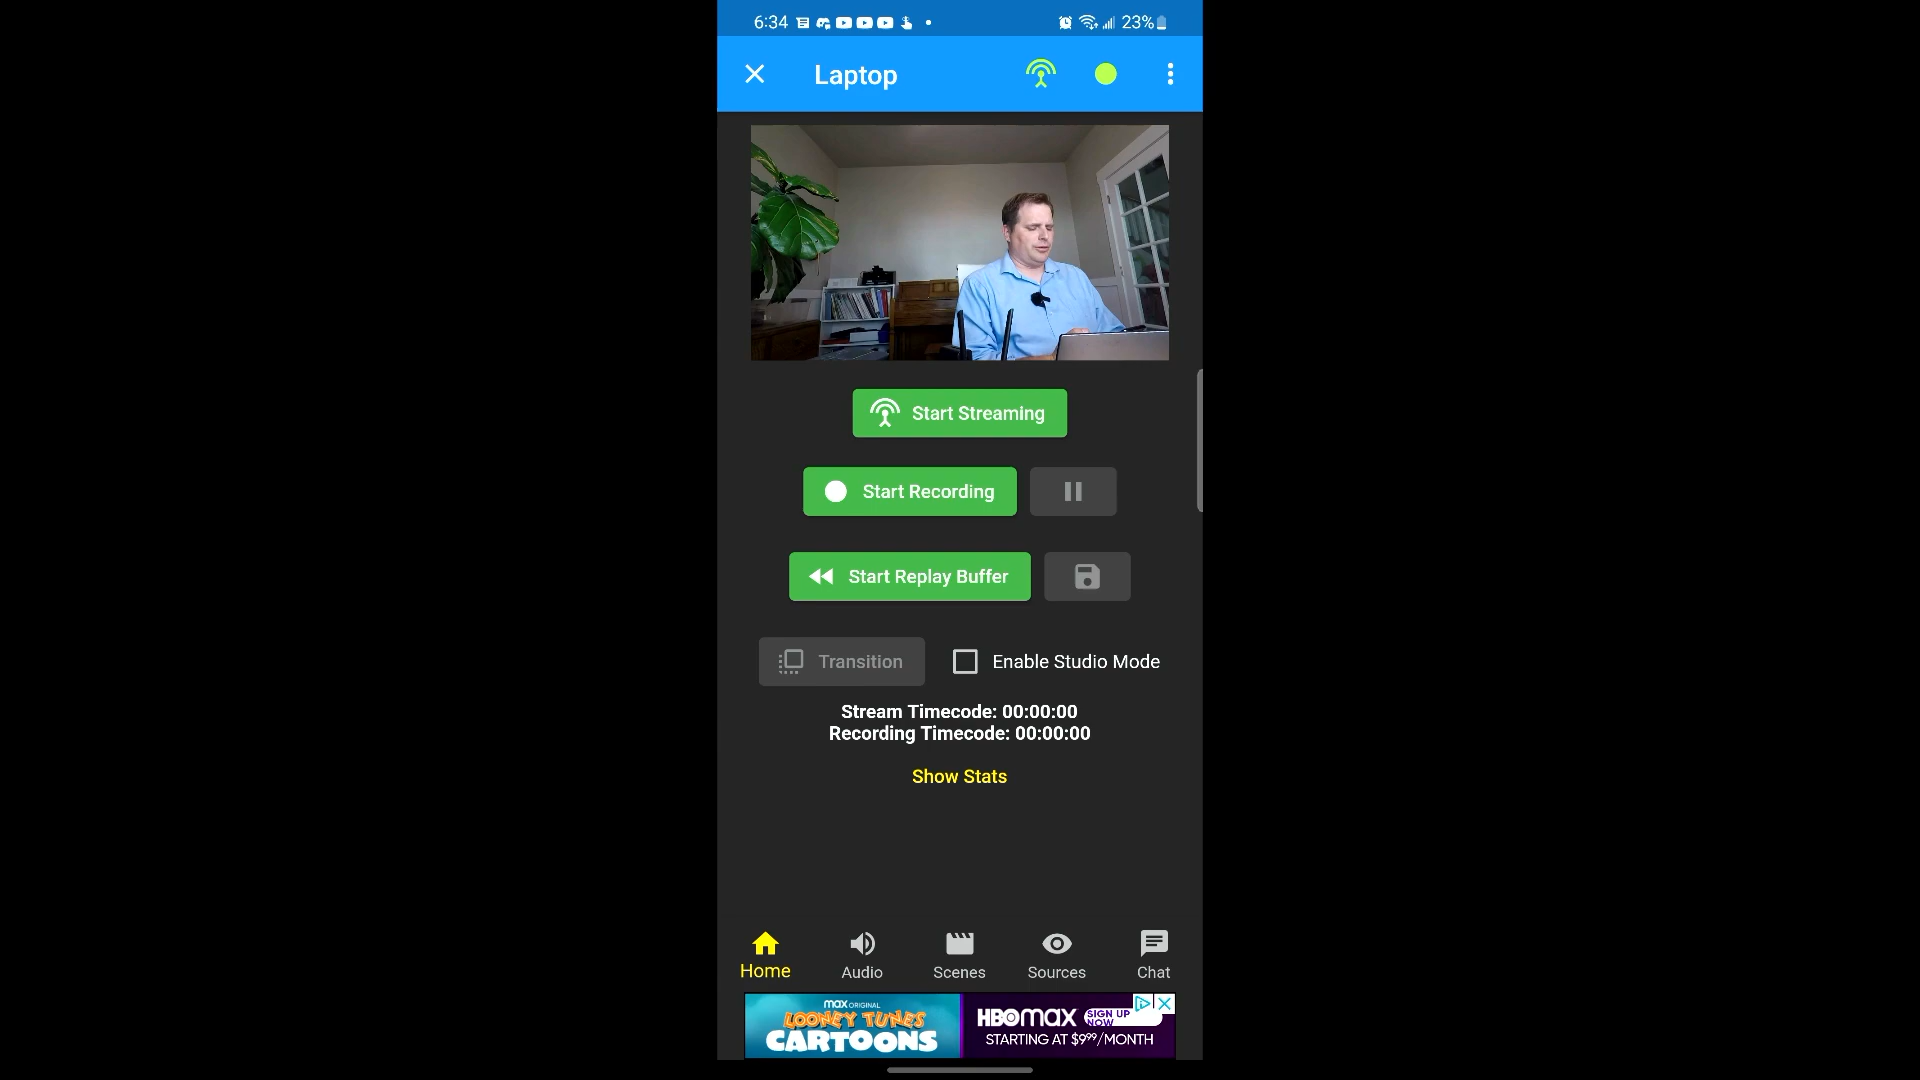 6:34
23%
Laptop
Start Streaming
Start Recording
Start Replay Buffer
Transition
Enable Studio Mode
Stream Timecode: 00:00:00
Recording Timecode: 00:00:00
Show Stats
Home
Audio
Scenes
Sources
Chat
max ORIGINAL
LOONEY TUNES
CARTOONS
HBOmax
SIGN UP NOW
STARTING AT $9⁹⁹/MONTH